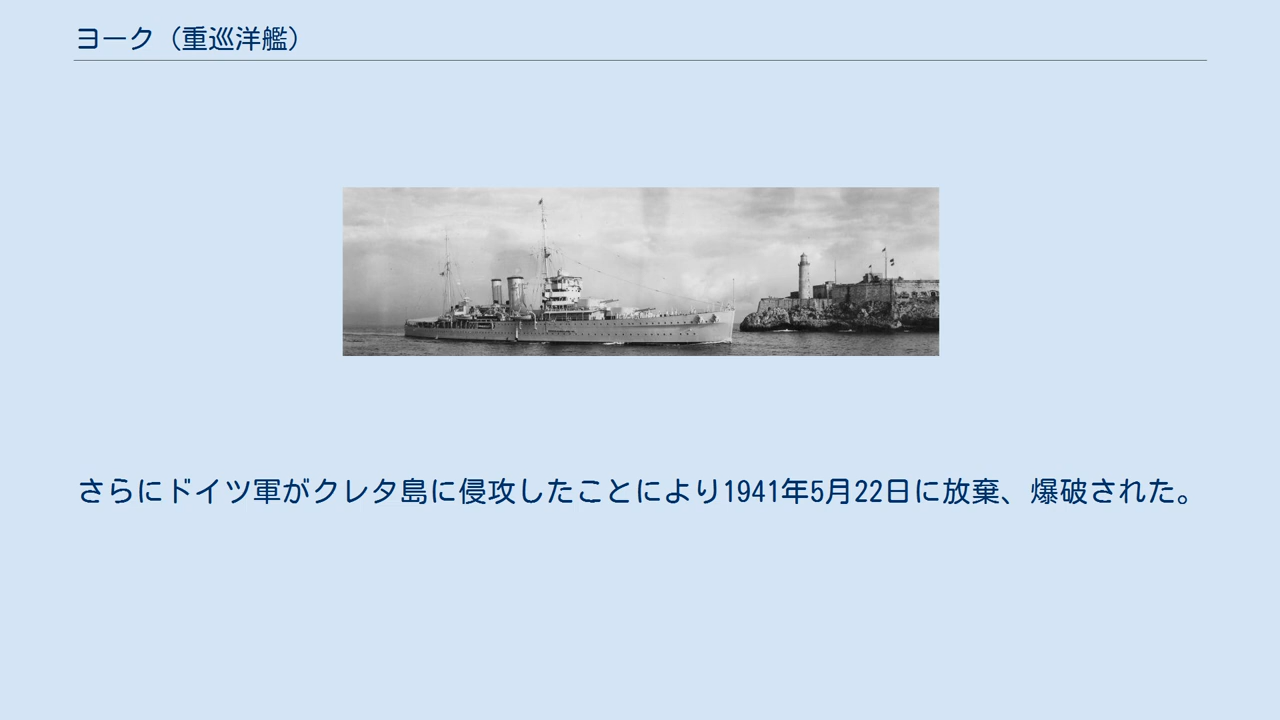 ヨーク（重巡洋艦）
さらにドイツ軍がクレタ島に侵攻したことにより1941年5月22日に放棄、爆破された。